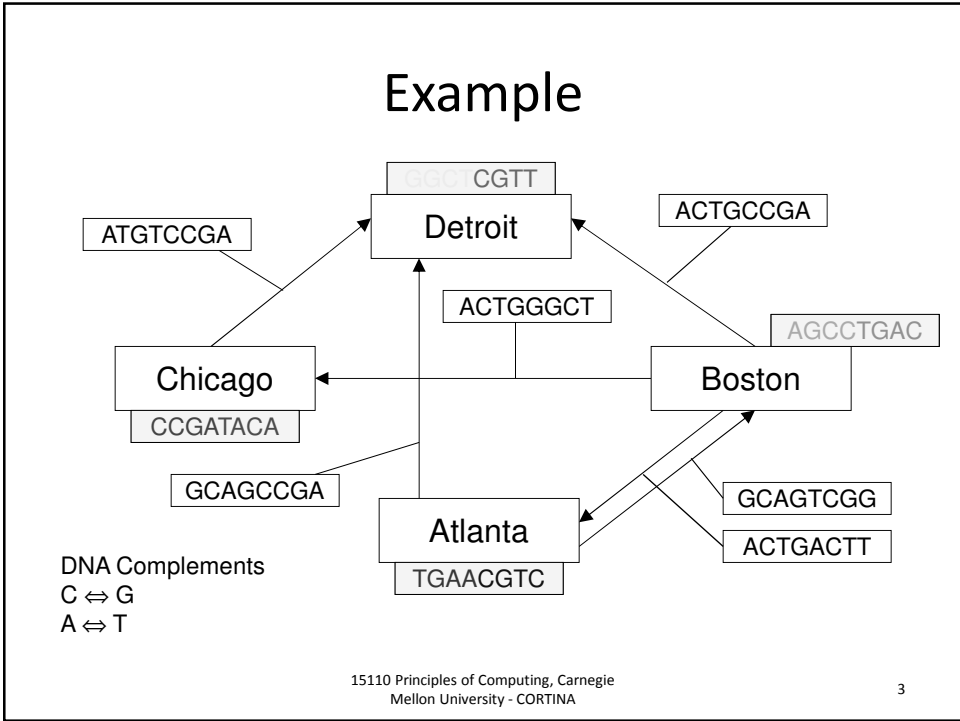 Example
GGCTCGTT
Detroit
ACTGCCGA
ATGTCCGA
ACTGGGCT
AGCCTGAC
Chicago
Boston
CCGATACA
GCAGCCGA
GCAGTCGG
Atlanta
ACTGACTT
TGAACGTC
DNA Complements
C ⇔ G
A ⇔ T
15110 Principles of Computing, Carnegie
Mellon University - CORTINA
3